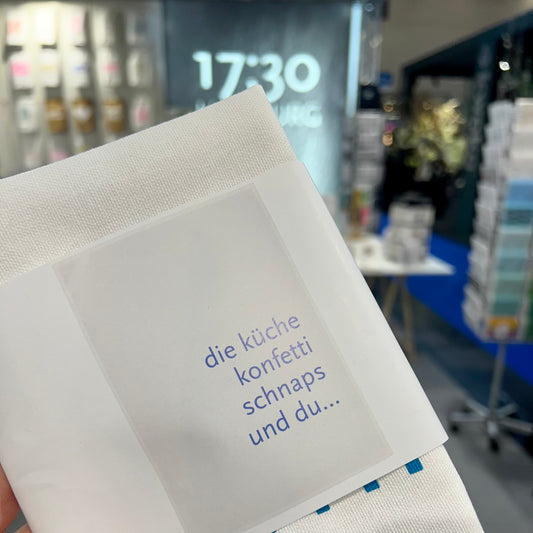 17:30
die küche
konfetti
schnaps
und du...